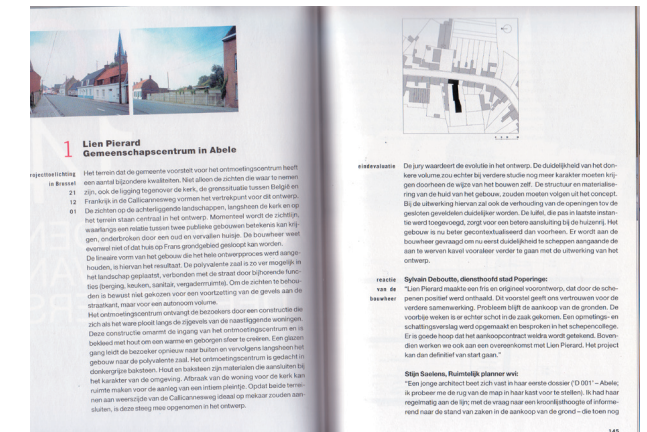 1
Lien Pierard
Gemeenschapscentrum in Abele
rojecttoelichting
in Brussel
21
12
01
Het terrein dat de gemeente voorstelt voor het ontmoetingscentrum heeft
een aantal bijzondere kwaliteiten. Niet alleen de zichten die waar te nemen
zijn, ook de ligging tegenover de kerk, de grenssituatie tussen België en
Frankrijk in de Callicannesweg vormen het vertrekpunt voor dit ontwerp.
De zichten op de achterliggende landschappen, langsheen de kerk en op
het terrein staan centraal in het ontwerp. Momenteel wordt de zichtlijn,
waarlangs een relatie tussen twee publieke gebouwen betekenis kan krij-
gen, onderbroken door een oud en vervallen huisje. De bouwheer weet
evenwel niet of dat huis op Frans grondgebied gesloopt kan worden.
De lineaire vorm van het gebouw die het hele ontwerpproces werd aange-
houden, is hiervan het resultaat. De polyvalente zaal is zo ver mogelijk in
het landschap geplaatst, verbonden met de straat door bijhorende func-
ties (berging, keuken, sanitair, vergaderruimte). Om de zichten te behou-
den is bewust niet gekozen voor een voortzetting van de gevels aan de
straatkant, maar voor een autonoom volume.
Het ontmoetingscentrum ontvangt de bezoekers door een constructie die
zich als het ware plooit langs de zijgevels van de naastliggende woningen.
Deze constructie omarmt de ingang van het ontmoetingscentrum en is
bekleed met hout om een warme en geborgen sfeer te creëren. Een glazen
gang leidt de bezoeker opnieuw naar buiten en vervolgens langsheen het
gebouw naar de polyvalente zaal. Het ontmoetingscentrum is gedacht in
donkergrijze baksteen. Hout en baksteen zijn materialen die aansluiten bij
het karakter van de omgeving. Afbraak van de woning voor de kerk kan
ruimte maken voor de aanleg van een intiem pleintje. Opdat beide terrei-
nen aan weerszijde van de Callicannesweg ideaal op mekaar zouden aan-
sluiten, is deze steeg mee opgenomen in het ontwerp.
eindevaluatie
De jury waardeert de evolutie in het ontwerp. De duidelijkheid van het don-
kere volume zou echter bij verdere studie nog meer karakter moeten krij-
gen doorheen de wijze van het bouwen zelf. De structuur en materialise-
ring van de huid van het gebouw, zouden moeten volgen uit het concept.
Bij de uitwerking hiervan zal ook de verhouding van de openingen tov de
gesloten gevelvelden duidelijker worden. De luifel, die pas in laatste instan-
tie werd toegevoegd, zorgt voor een betere aansluiting bij de huizenrij. Het
gebouw is nu beter gecontextualiseerd dan voorheen. Er wordt aan de
bouwheer gevraagd om nu eerst duidelijkheid te scheppen aangaande de
aan te werven kavel vooraleer verder te gaan met de uitwerking van het
ontwerp.
reactie
van de
bouwheer
Sylvain Deboutte, diensthoofd stad Poperinge:
"Lien Pierard maakte een fris en origineel voorontwerp, dat door de sche-
penen positief werd onthaald. Dit voorstel geeft ons vertrouwen voor de
verdere samenwerking. Probleem blijft de aankoop van de gronden. De
voorbije weken is er echter schot in de zaak gekomen. Een opmetings- en
schattingsverslag werd opgemaakt en besproken in het schepencollege.
Er is goede hoop dat het aankoopcontract weldra wordt getekend. Boven-
dien werken we ook aan een overeenkomst met Lien Pierard. Het project
kan dan definitief van start gaan."
Stijn Saelens, Ruimtelijk planner wvi:
"Een jonge architect beet zich vast in haar eerste dossier ('D 001' – Abele;
ik probeer me de rug van de map in haar kast voor te stellen). Ik had haar
regelmatig aan de lijn; met de vraag naar een kroonlijsthoogte of informe-
rend naar de stand van zaken in de aankoop van de grond – die toen nog
145